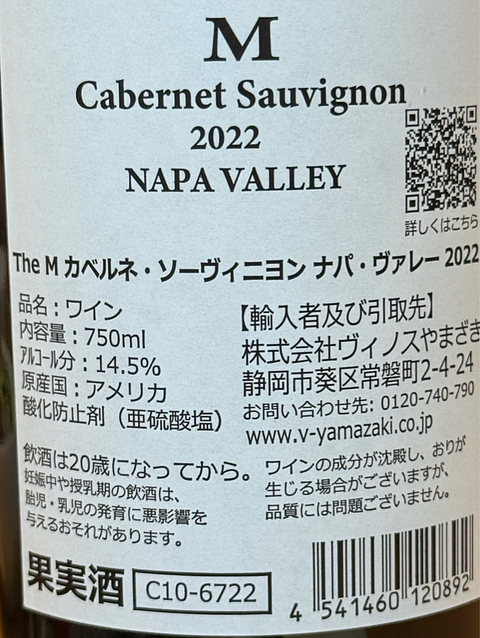 M
Cabernet Sauvignon
2022
NAPA VALLEY
詳しくはこちら
The M カベルネ・ソーヴィニヨン ナパ・ヴァレー 2022
品名：ワイン
内容量：750ml
アルコール分：14.5%
原産国：アメリカ
酸化防止剤（亜硫酸塩）
【輸入者及び引取先】
株式会社ヴィノスやまざき
静岡市葵区常磐町2-4-24
お問い合わせ先: 0120-740-790
www.v-yamazaki.co.jp
飲酒は20歳になってから。
妊娠中や授乳期の飲酒は、
胎児・乳児の発育に悪影響を
与えるおそれがあります。
ワインの成分が沈殿し、おりが
生じる場合がございますが、
品質には問題ございません。
果実酒
C10-6722
4 541460 120892